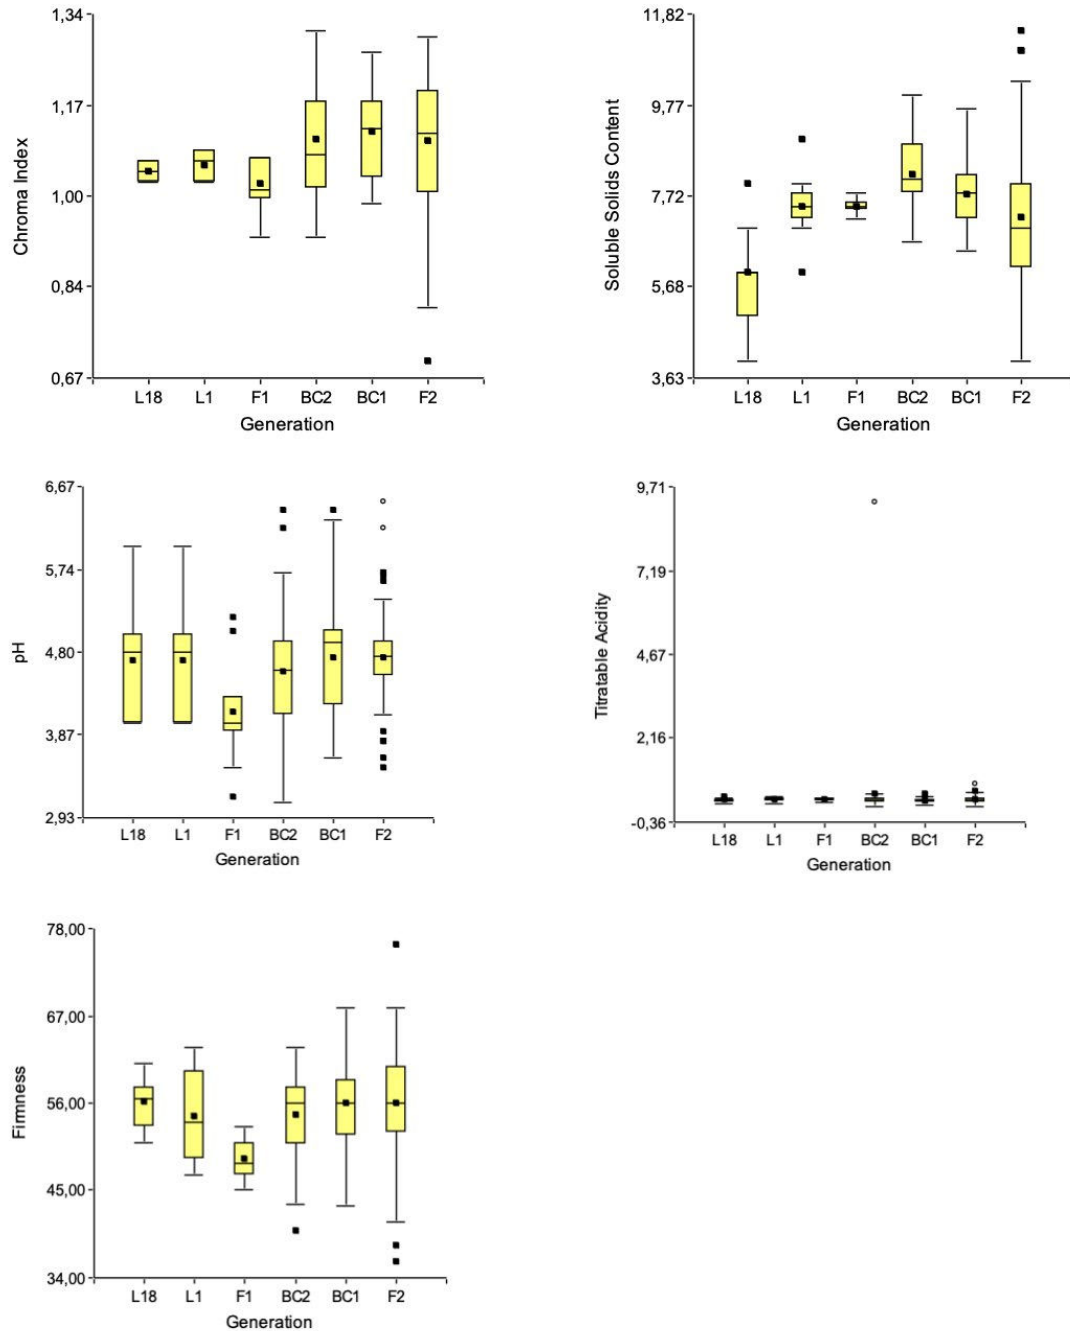 1,34
1,17
1,00
0,84
0,67
Chroma Index
L18 L1 F1 BC2 BC1 F2
Generation
11,82
9,77
7,72
5,68
3,63
Soluble Solids Content
L18 L1 F1 BC2 BC1 F2
Generation
6,67
5,74
4,80
3,87
2,93
pH
L18 L1 F1 BC2 BC1 F2
Generation
9,71
7,19
4,67
2,16
-0,36
Titratable Acidity
L18 L1 F1 BC2 BC1 F2
Generation
78,00
67,00
56,00
45,00
34,00
Firmness
L18 L1 F1 BC2 BC1 F2
Generation